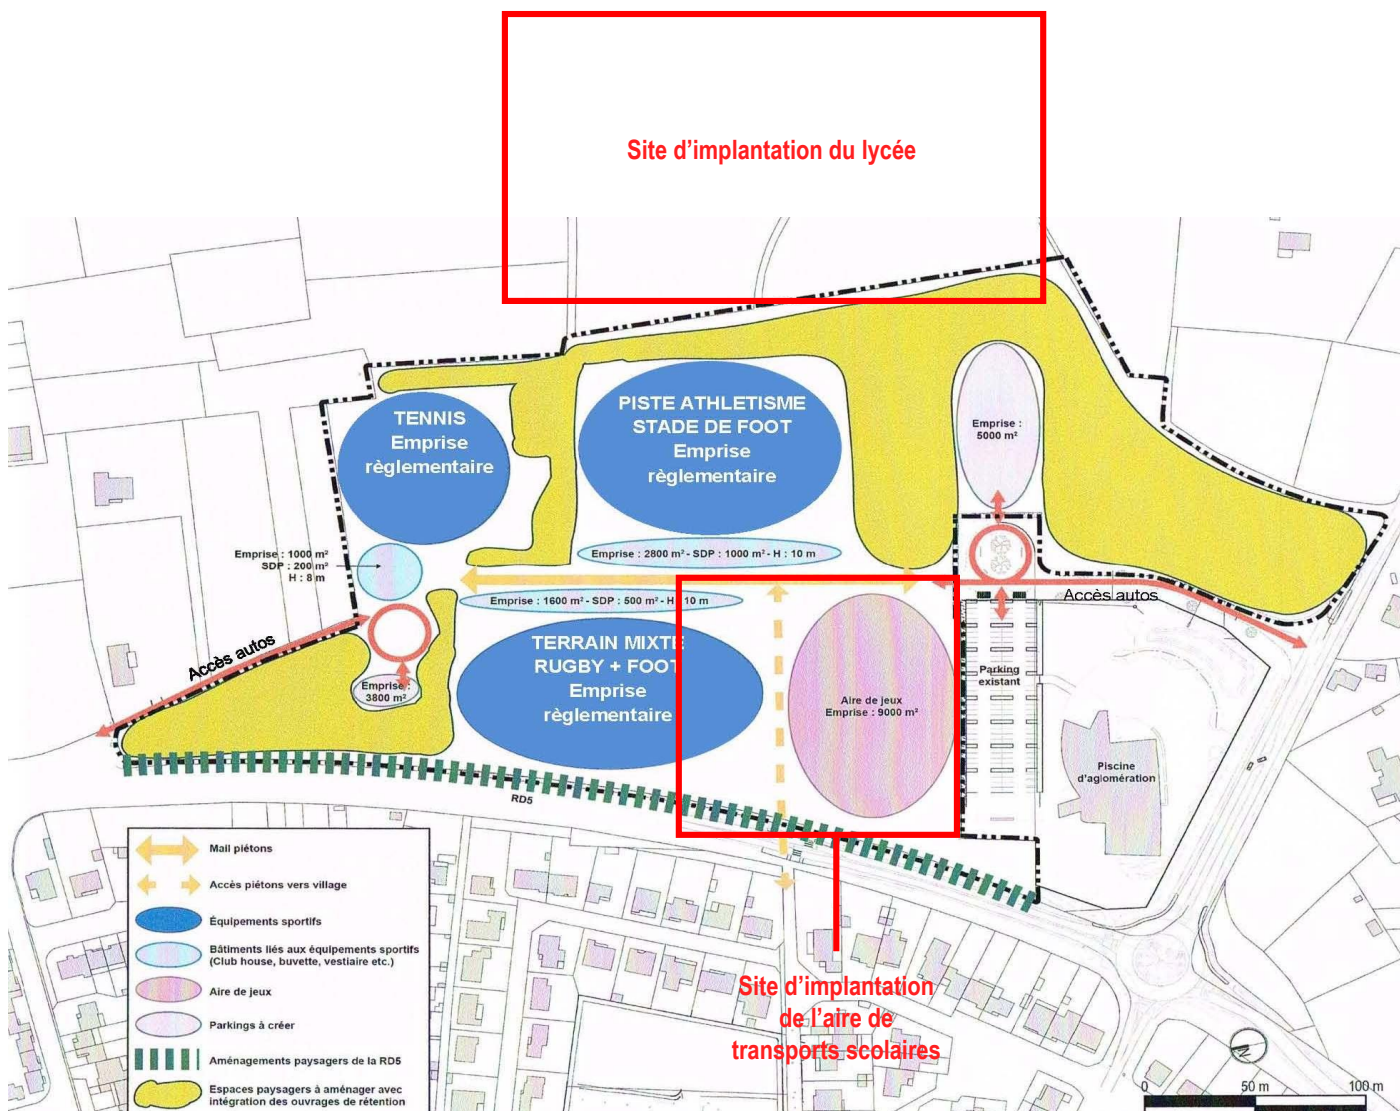 Site d'implantation du lycée
TENNIS
Emprise
règlementaire
PISTE ATHLETISME
STADE DE FOOT
Emprise
règlementaire
Emprise :
5000 m²
Emprise : 1000 m²
SDP : 200 m²
H : 8 m
Emprise : 2800 m² - SDP : 1000 m² - H : 10 m
Emprise : 1600 m² - SDP : 500 m² - H : 10 m
Accès autos
Accès autos
TERRAIN MIXTE
RUGBY + FOOT
Emprise
règlementaire
Emprise :
3800 m²
Aire de jeux
Emprise : 9000 m²
Parking
existant
Piscine
d'aglomération
RD5
Mail piétons
Accès piétons vers village
Équipements sportifs
Bâtiments liés aux équipements sportifs
(Club house, buvette, vestiaire etc.)
Aire de jeux
Parkings à créer
Aménagements paysagers de la RD5
Espaces paysagers à aménager avec
intégration des ouvrages de rétention
Site d'implantation
de l'aire de
transports scolaires
N
0 50 m 100 m